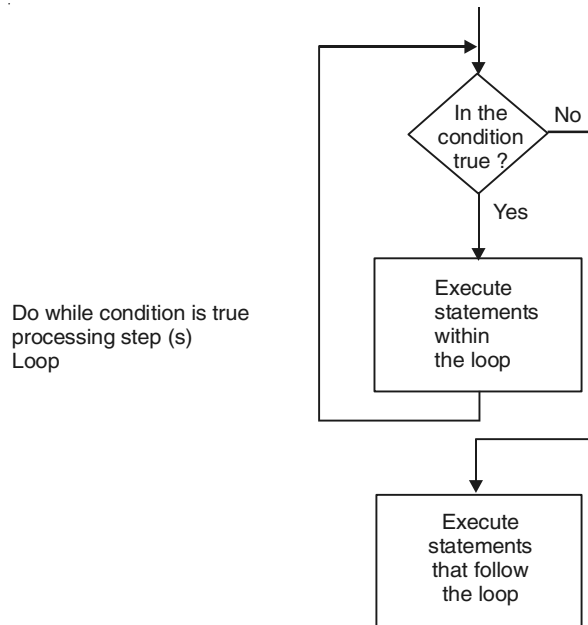 In the
condition
true ?
No
Yes
Execute
statements
within
the loop
Do while condition is true
processing step (s)
Loop
Execute
statements
that follow
the loop